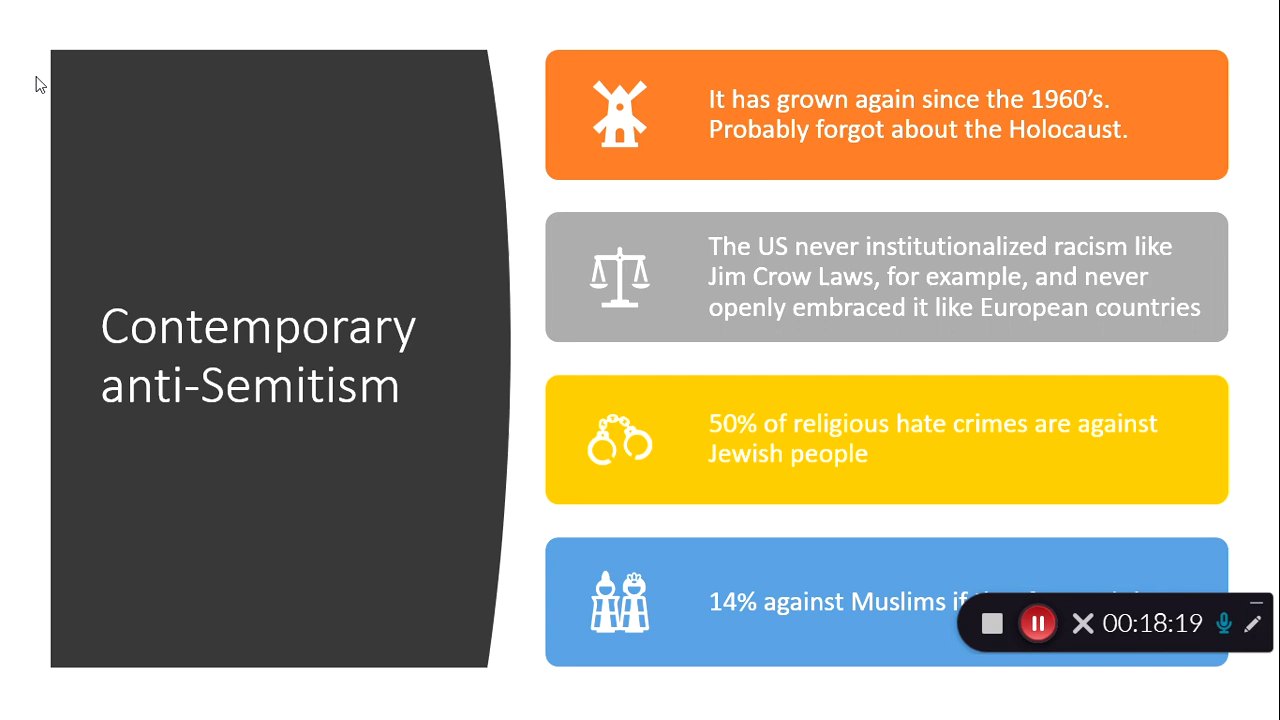 Contemporary
anti-Semitism
It has grown again since the 1960’s.
Probably forgot about the Holocaust.
The US never institutionalized racism like
Jim Crow Laws, for example, and never
openly embraced it like European countries
50% of religious hate crimes are against
Jewish people
14% against Muslims if
00:18:19